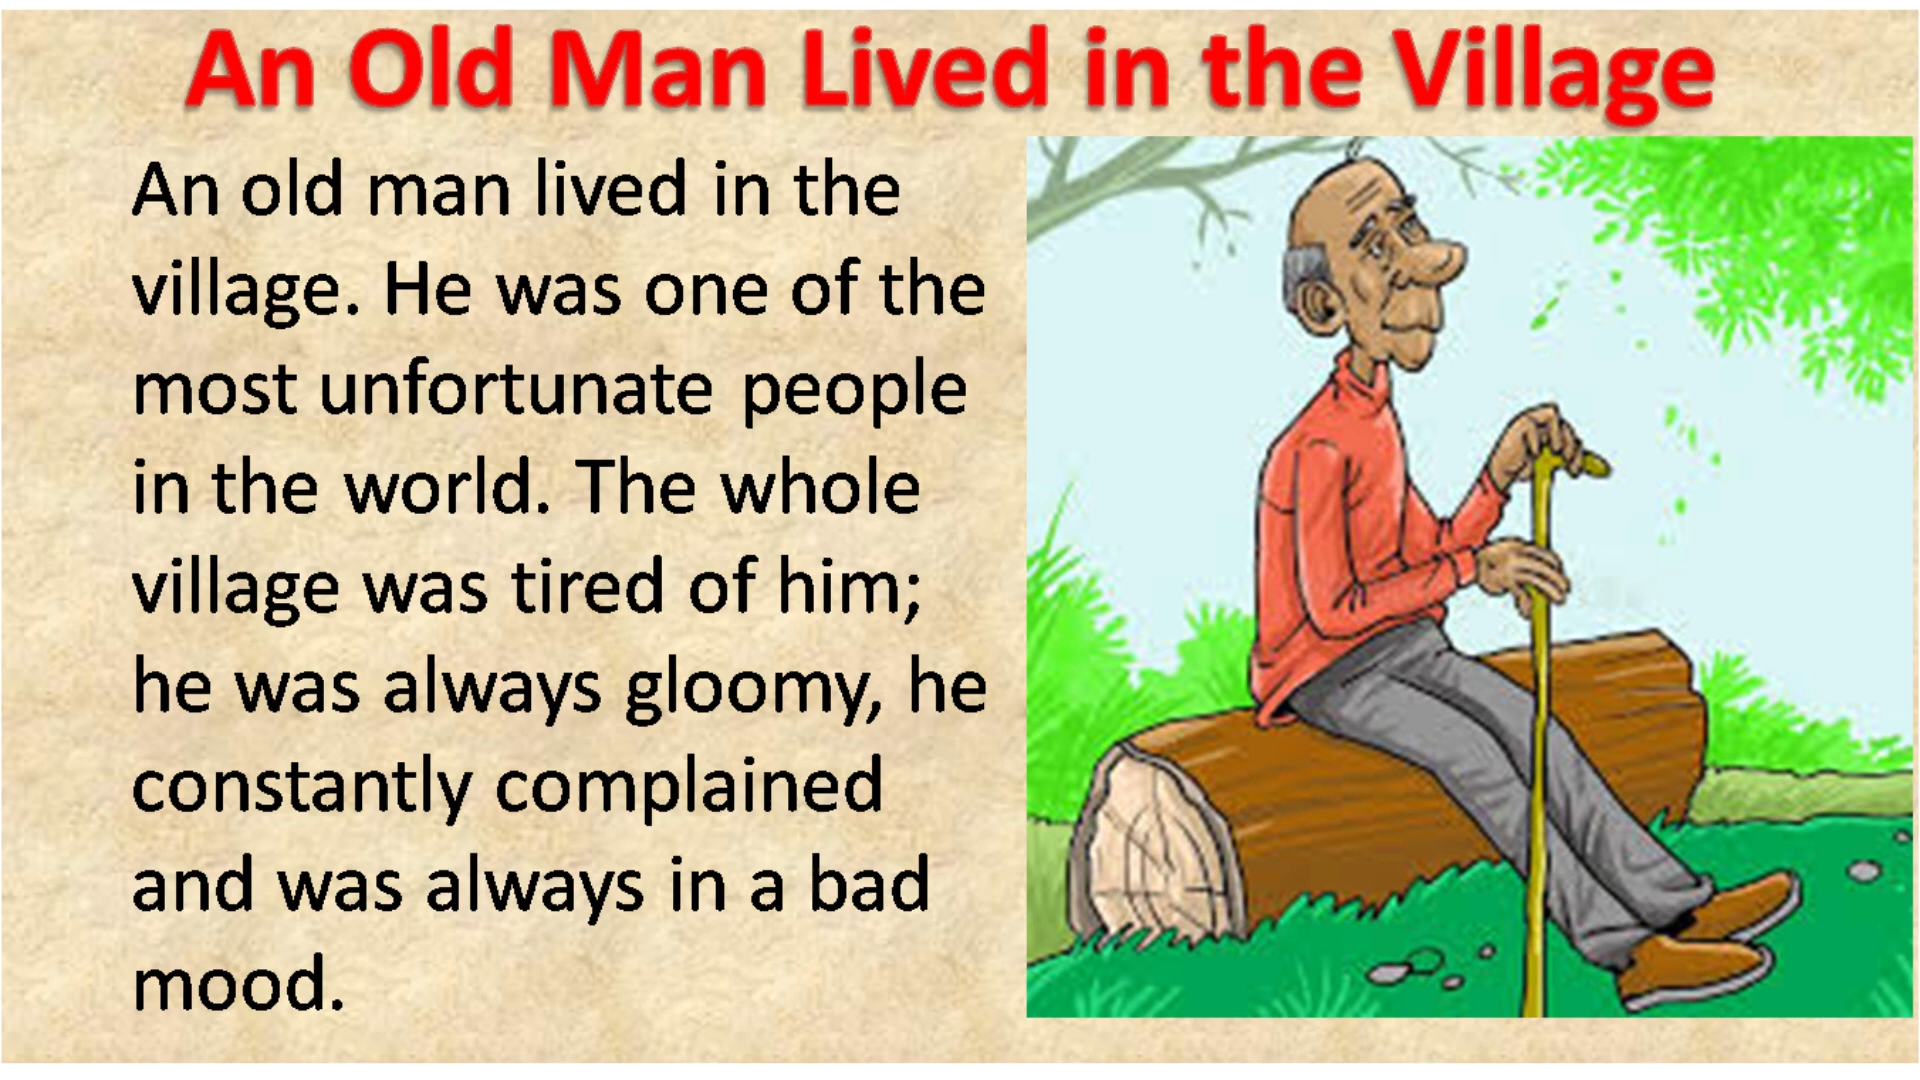 An Old Man Lived in the Village
An old man lived in the
village. He was one of the
most unfortunate people
in the world. The whole
village was tired of him;
he was always gloomy, he
constantly complained
and was always in a bad
mood.